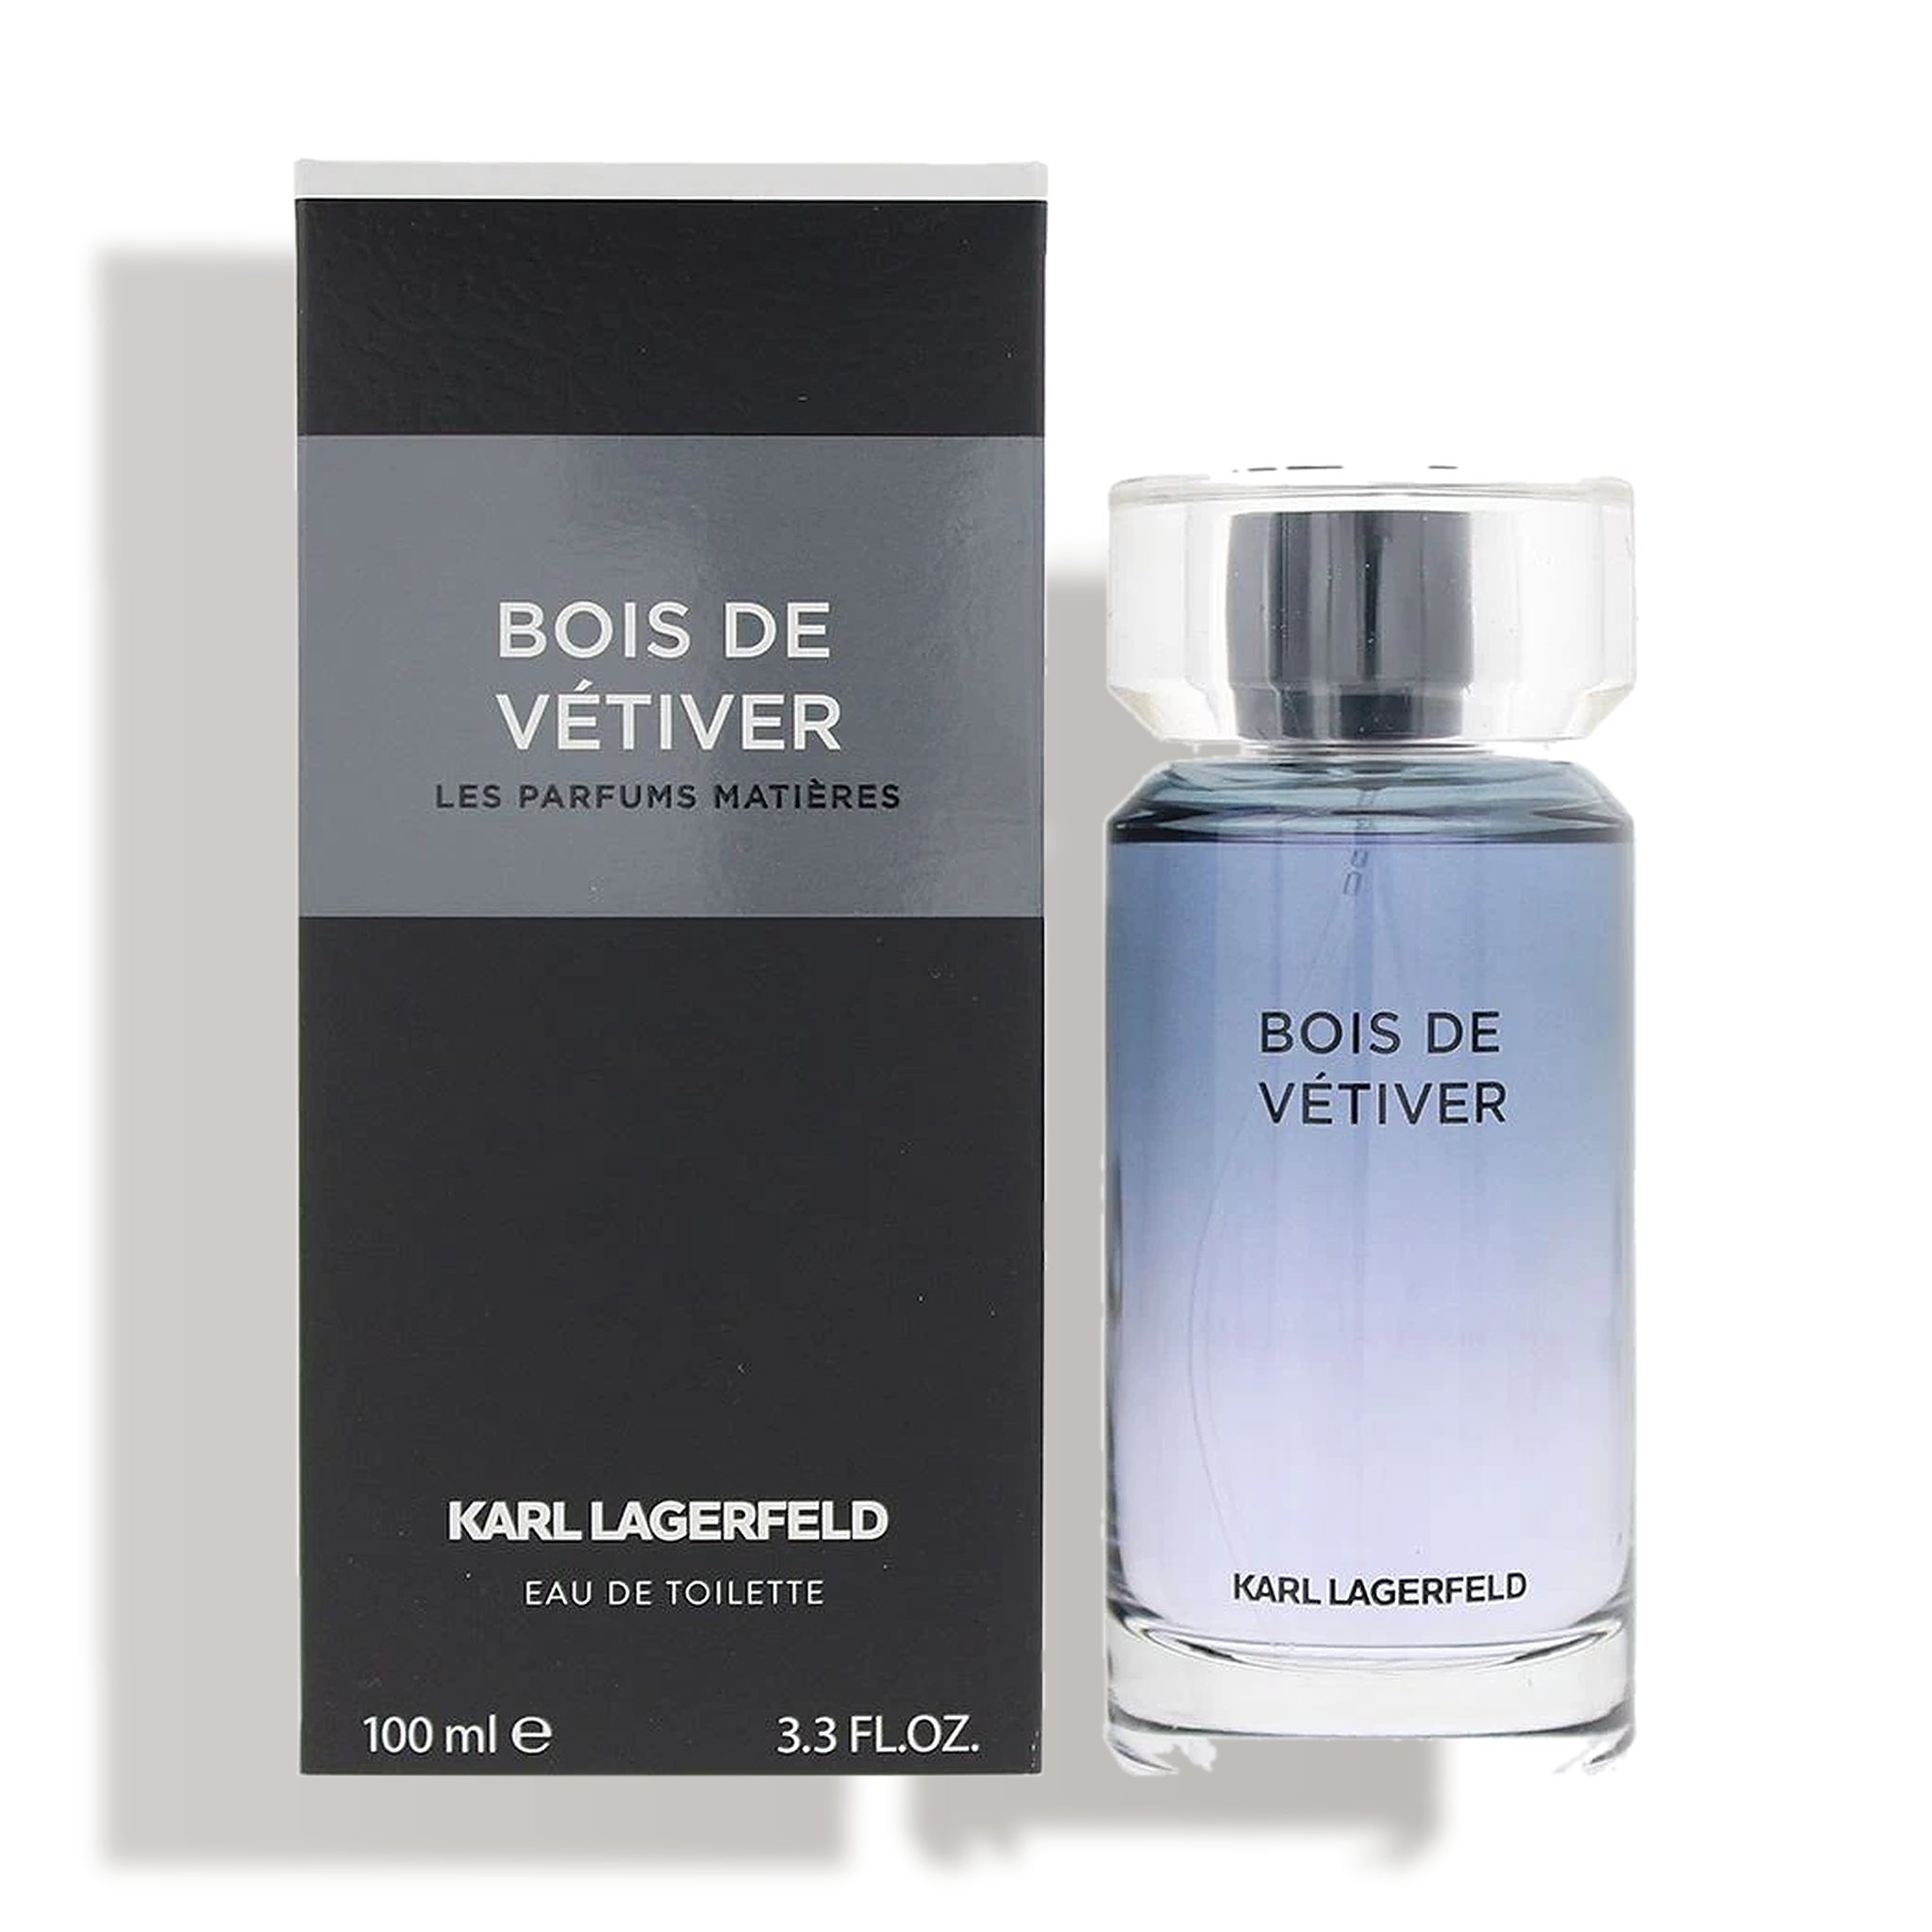 BOIS DE
VÉTIVER
LES PARFUMS MATIÈRES
KARL LAGERFELD
EAU DE TOILETTE
100 ml ℮
3.3 FL.OZ.
BOIS DE
VÉTIVER
KARL LAGERFELD